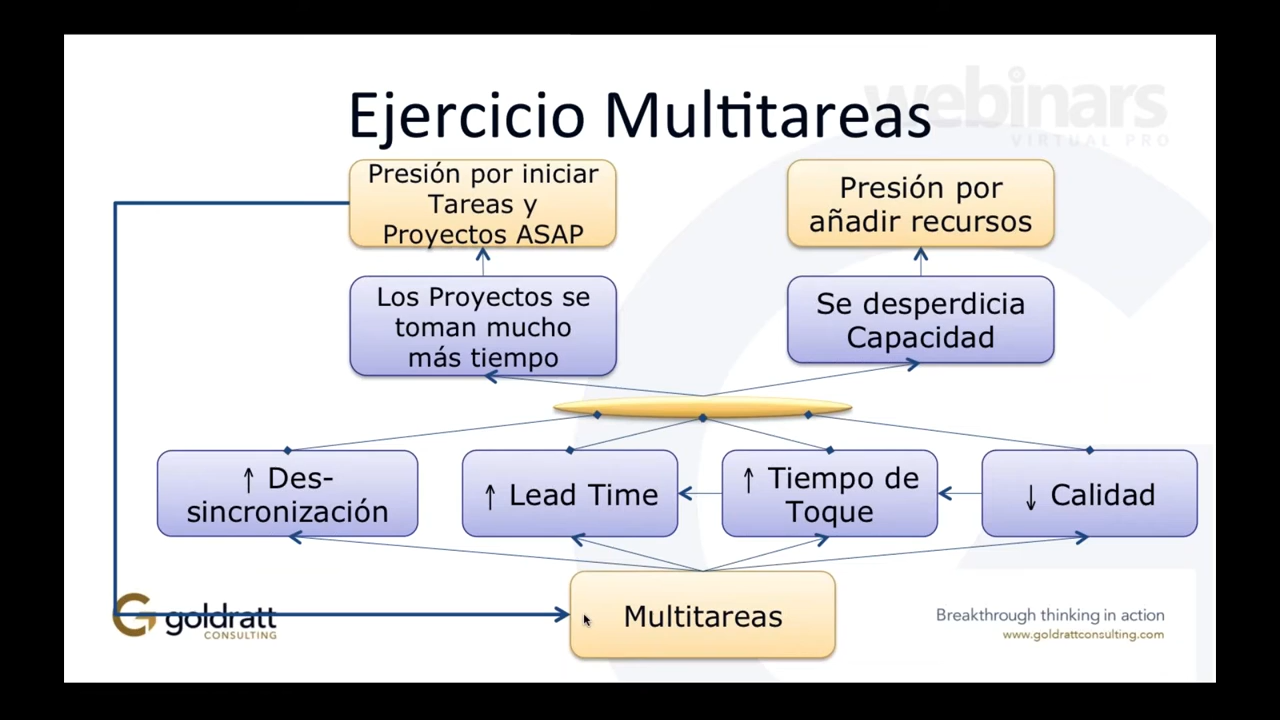 webinars
VIRTUAL PRO
Ejercicio Multitareas
Presión por iniciar
Tareas y
Proyectos ASAP
Presión por
añadir recursos
Los Proyectos se
toman mucho
más tiempo
Se desperdicia
Capacidad
↑ Des-
sincronización
↑ Lead Time
↑ Tiempo de
Toque
↓ Calidad
Multitareas
goldratt
CONSULTING
Breakthrough thinking in action
www.goldrattconsulting.com